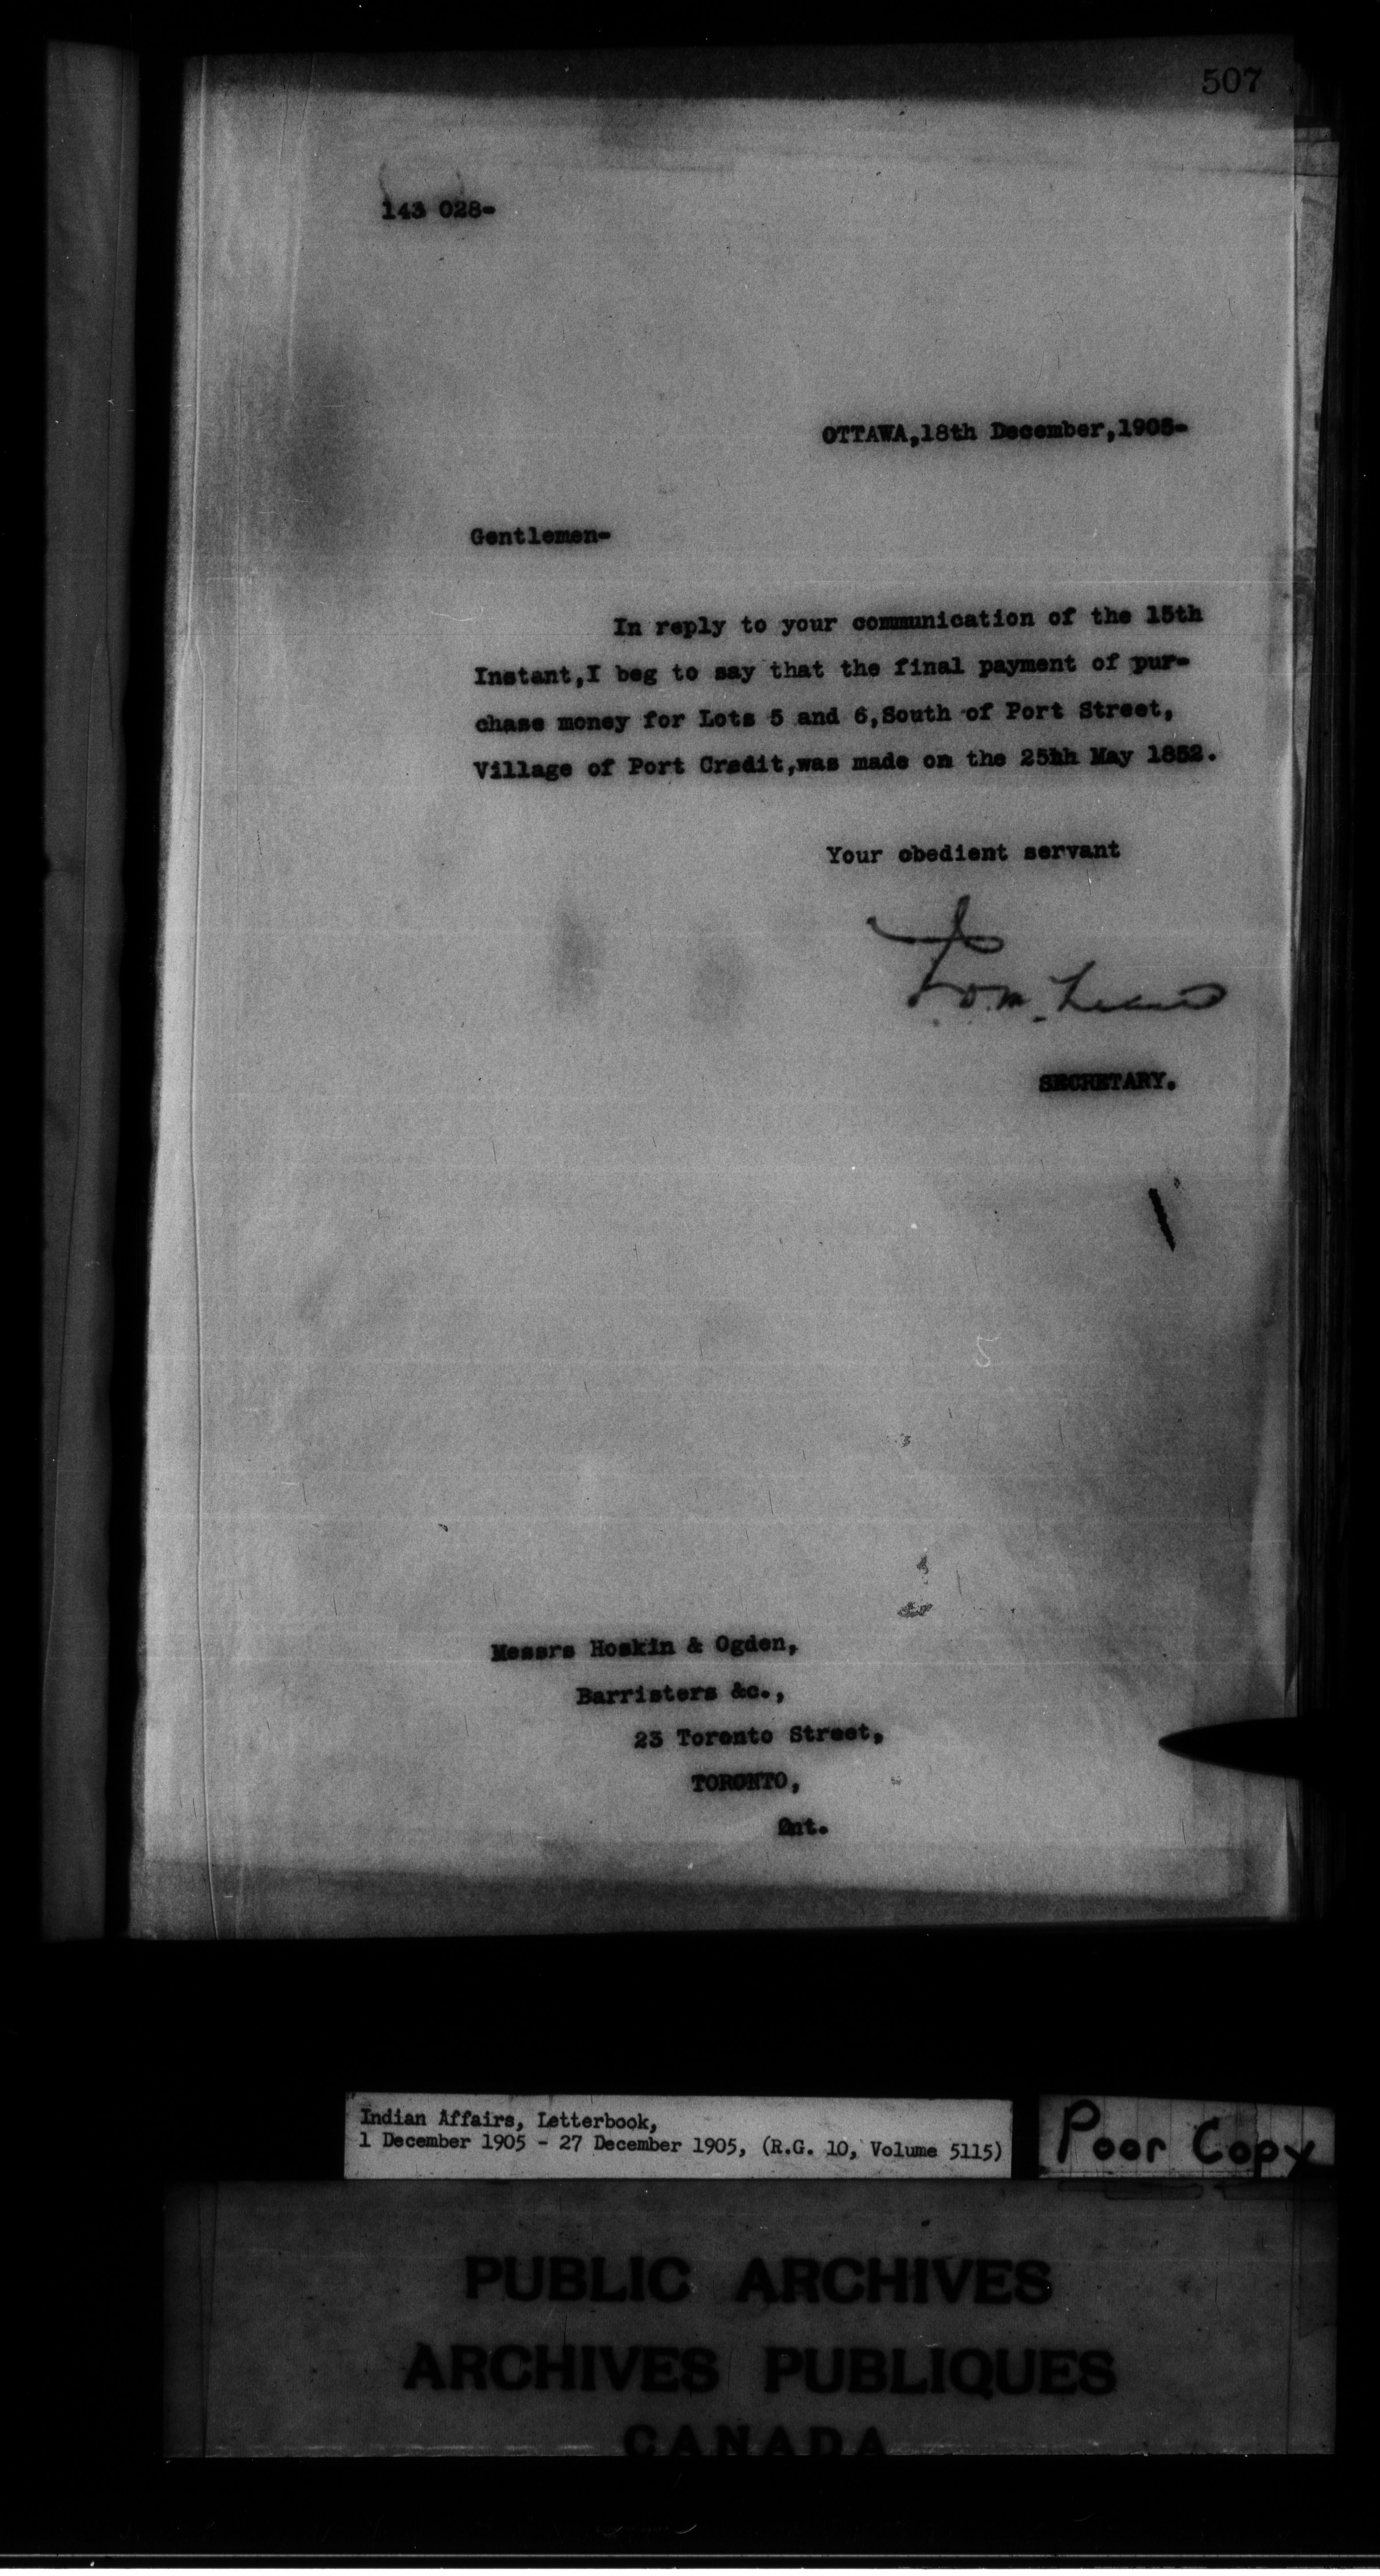 507
143 028-
OTTAWA,18th December,1905-
Gentlemen-
In reply to your communication of the 15th
Instant,I beg to say that the final payment of pur-
chase money for Lots 5 and 6,South of Port Street,
Village of Port Credit,was made on the 25hh May 1852.
Your obedient servant
SECRETARY.
5
Messrs Hoskin & Ogden,
Barristers &c.,
23 Toronto Street,
TORONTO,
Ont.
Indian Affairs, Letterbook,
1 December 1905 - 27 December 1905, (R.G. 10, Volume 5115)
Poor Copy
PUBLIC ARCHIVES
ARCHIVES PUBLIQUES
CANADA